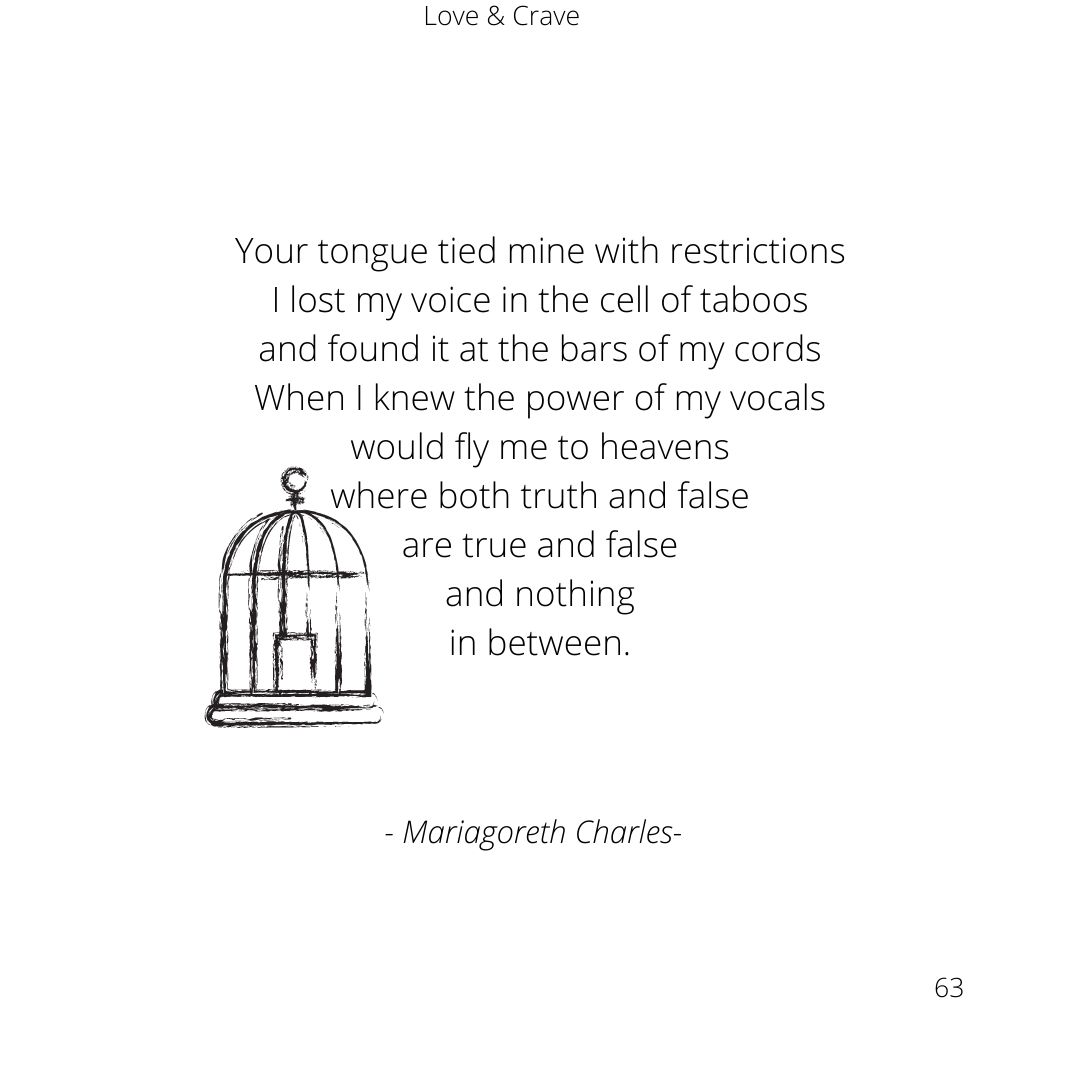 Love & Crave
Your tongue tied mine with restrictions
I lost my voice in the cell of taboos
and found it at the bars of my cords
When I knew the power of my vocals
would fly me to heavens
where both truth and false
are true and false
and nothing
in between.
- Mariagoreth Charles-
63